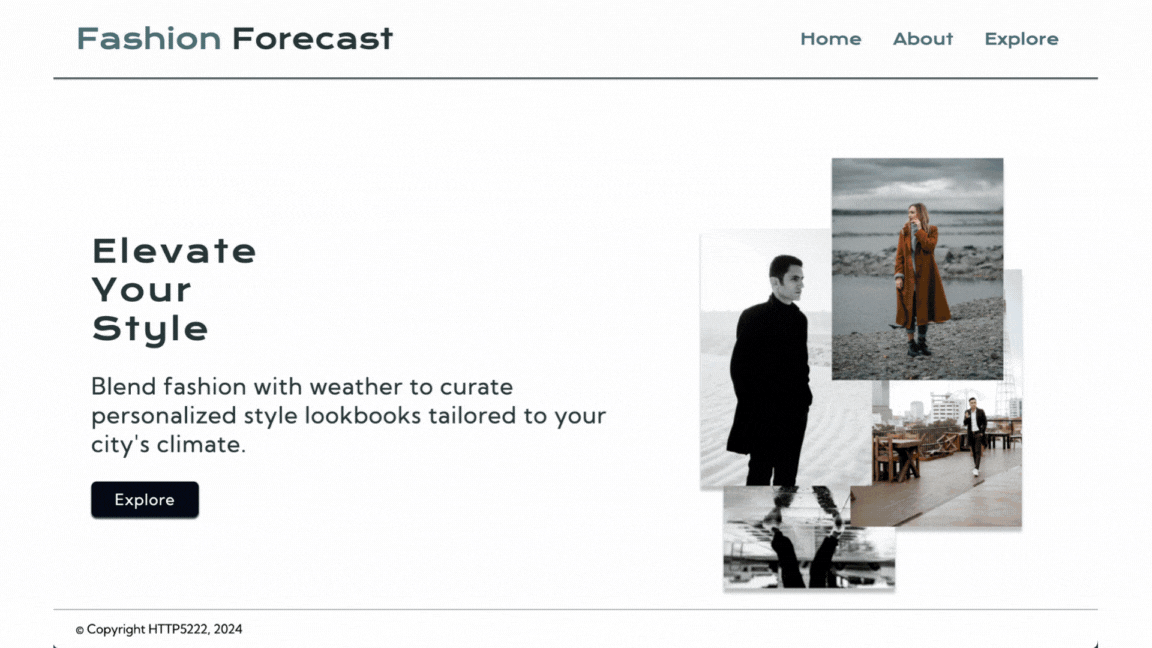 Fashion Forecast
Home About Explore
Elevate
Your
Style
Blend fashion with weather to curate
personalized style lookbooks tailored to your
city's climate.
Explore
© Copyright HTTP5222, 2024